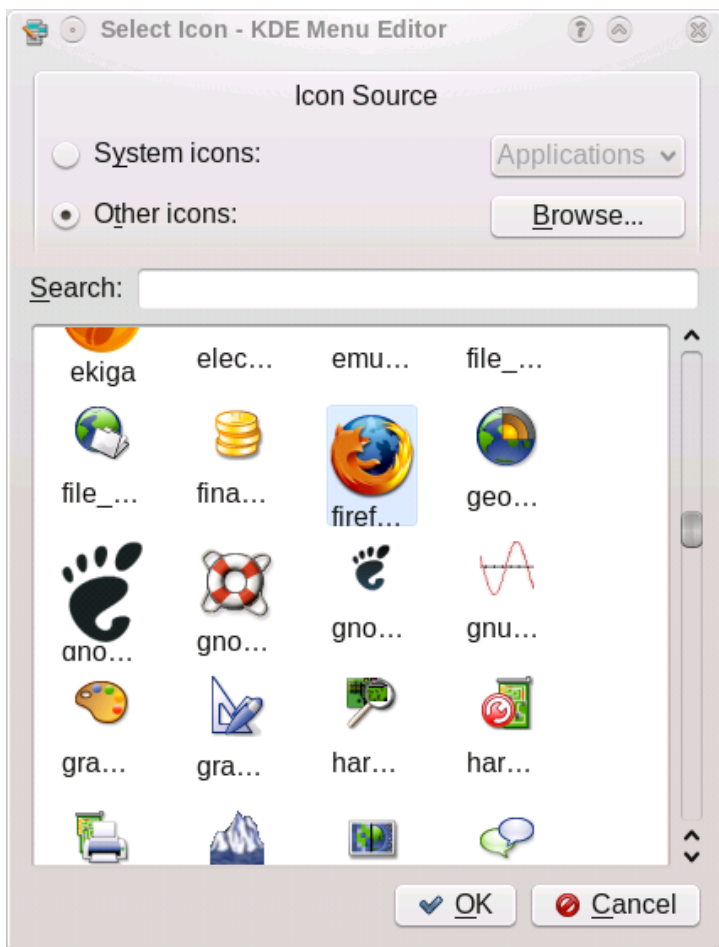 Select Icon - KDE Menu Editor
Icon Source
System icons:
Applications
Other icons:
Browse...
Search:
ekiga
elec...
emu...
file_...
file_...
fina...
firef...
geo...
gno...
gno...
gno...
gnu...
gra...
gra...
har...
har...
OK
Cancel